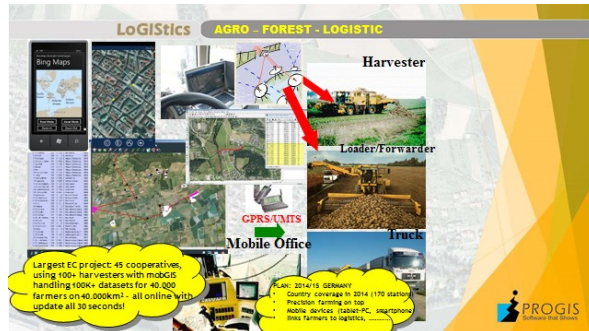 LoGIStics
AGRO – FOREST - LOGISTIC
Bing Maps
Harvester
Loader/Forwarder
GPRS/UMTS
Mobile Office
Truck
Largest EC project: 45 cooperatives,
using 100+ harvesters with mobGIS
handling 100K+ datasets for 40.000
farmers on 40.000km² - all online with
update all 30 seconds!
PLAN: 2014/15 GERMANY
• Country coverage in 2014 (170 stations)
• Precision farming on top
• Mobile devices (tablet-PC, smartphone)
links farmers to logistics, ..........
PROGIS
Software that Shows